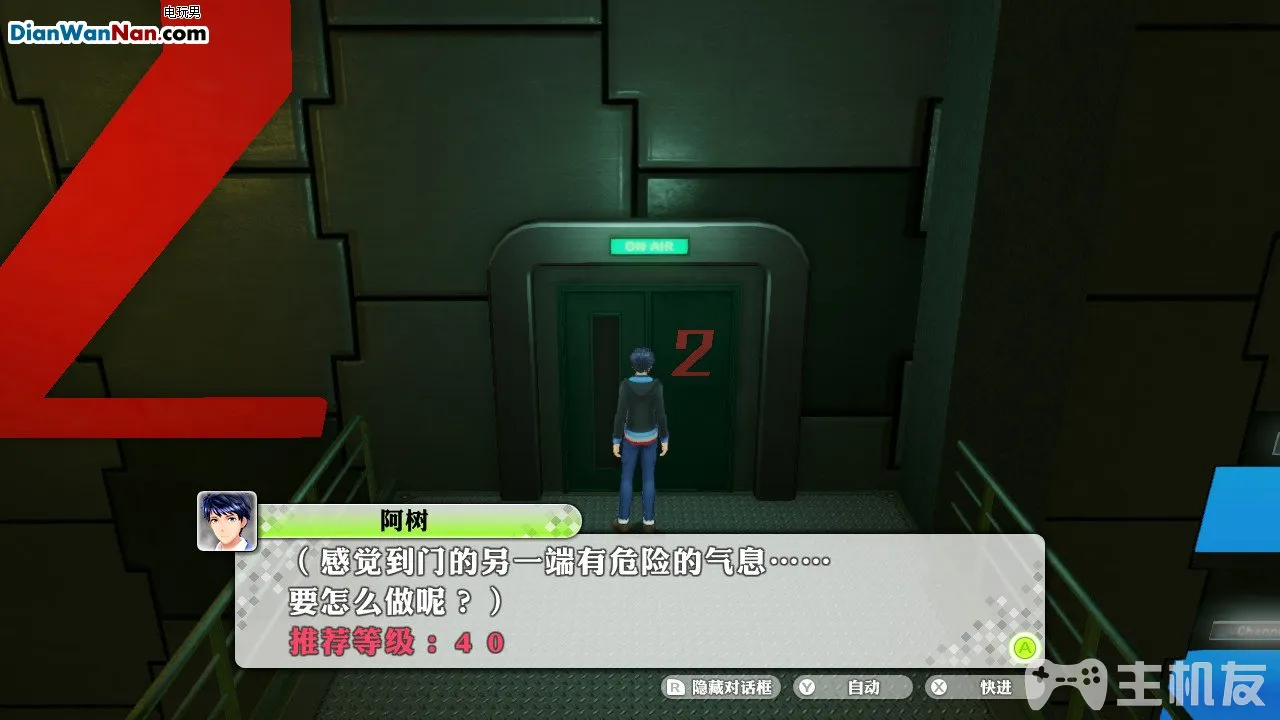 电玩男
DianWanNan.com
2
ON AIR
2
阿树
（感觉到门的另一端有危险的气息……
要怎么做呢？）
推荐等级：40
A
R 隐藏对话框
Y 自动
X 快进
主机友